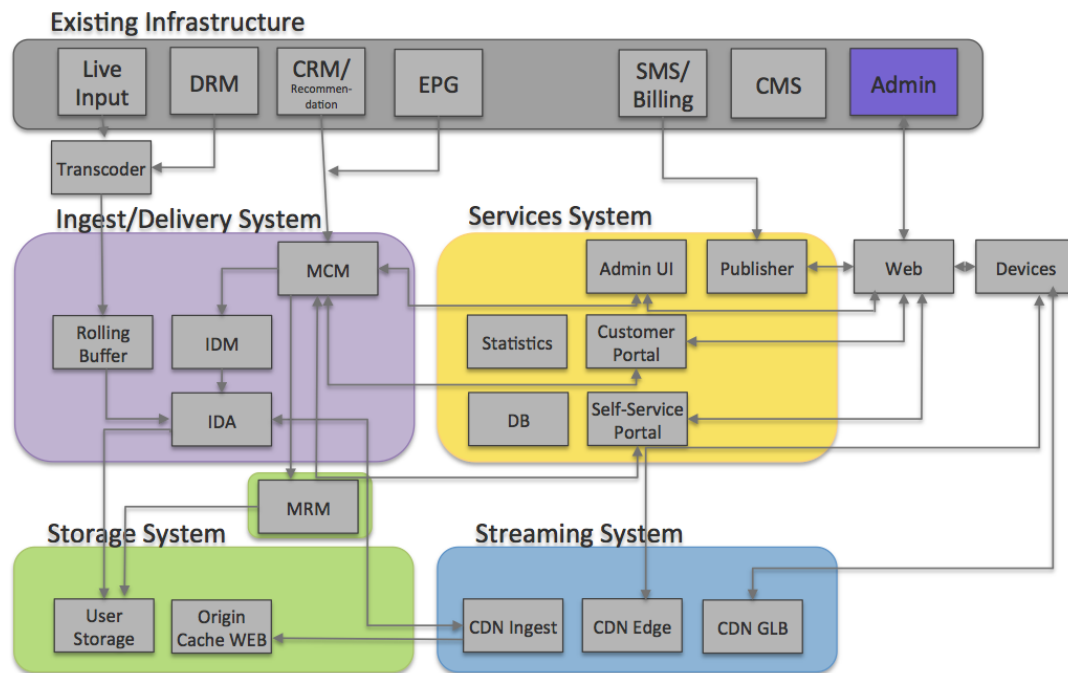 Existing Infrastructure
Live
Input
DRM
CRM/
Recommen-
dation
EPG
SMS/
Billing
CMS
Admin
Transcoder
Ingest/Delivery System
Services System
MCM
Admin UI
Publisher
Web
Devices
Rolling
Buffer
IDM
Statistics
Customer
Portal
IDA
DB
Self-Service
Portal
MRM
Storage System
Streaming System
User
Storage
Origin
Cache WEB
CDN Ingest
CDN Edge
CDN GLB